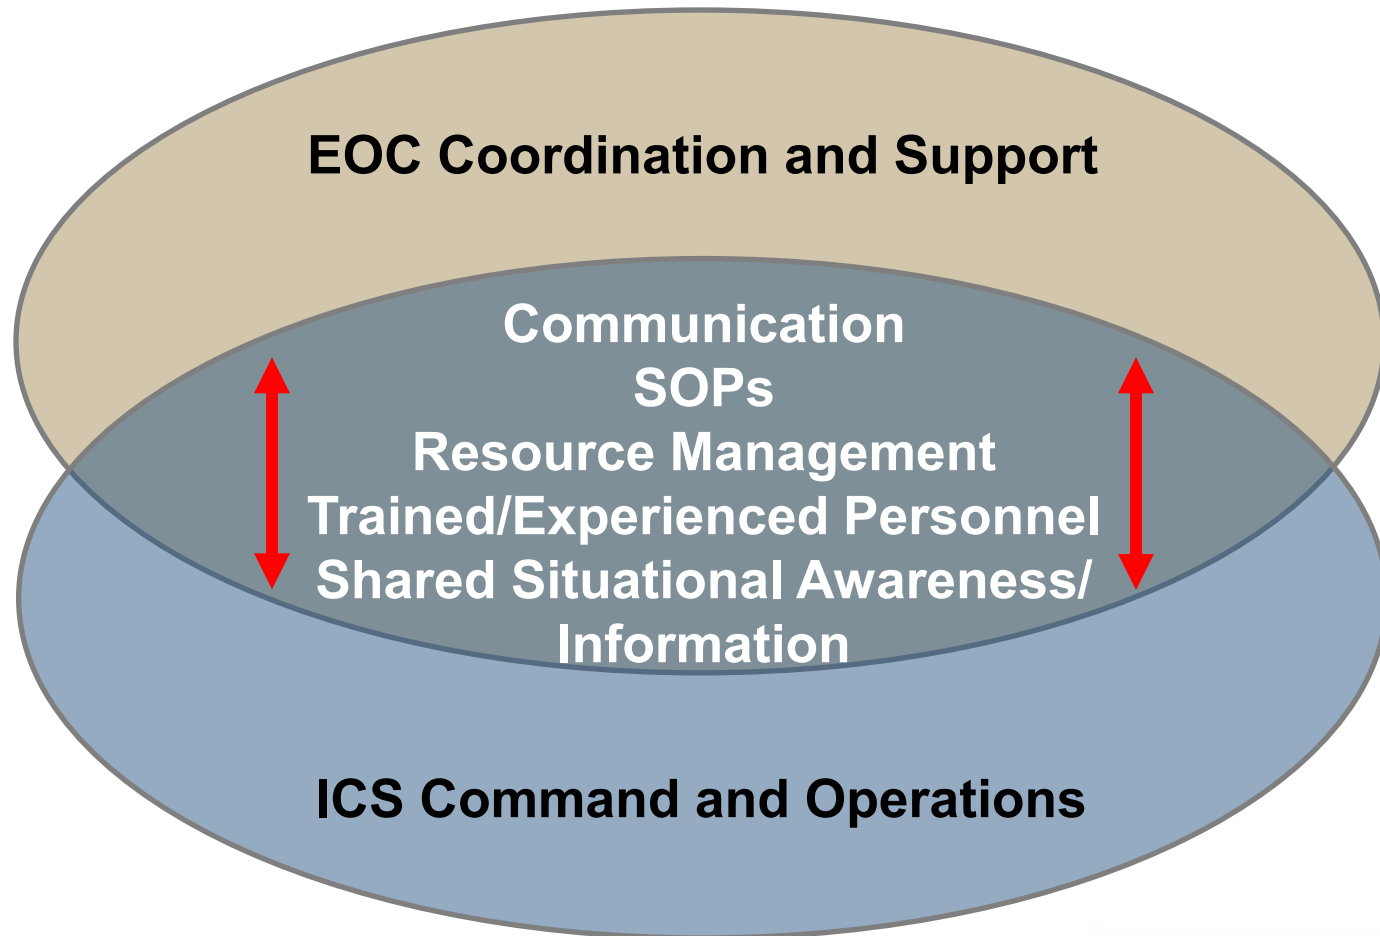 EOC Coordination and Support
Communication
SOPs
Resource Management
Trained/Experienced Personnel
Shared Situational Awareness/
Information
ICS Command and Operations